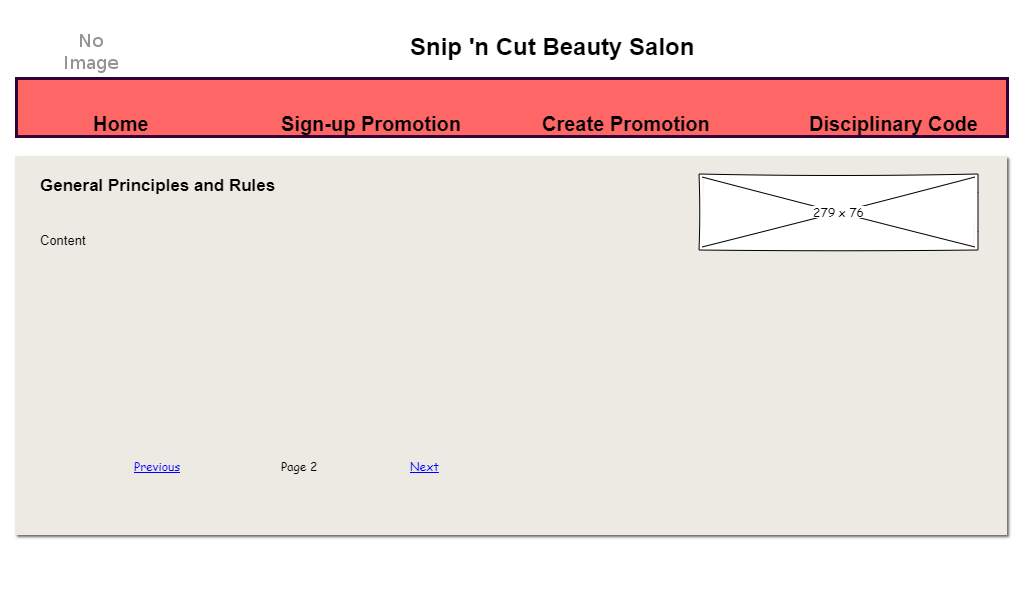 No
Image
Snip 'n Cut Beauty Salon
Home Sign-up Promotion Create Promotion Disciplinary Code
General Principles and Rules
279 x 76
Content
Previous Page 2 Next